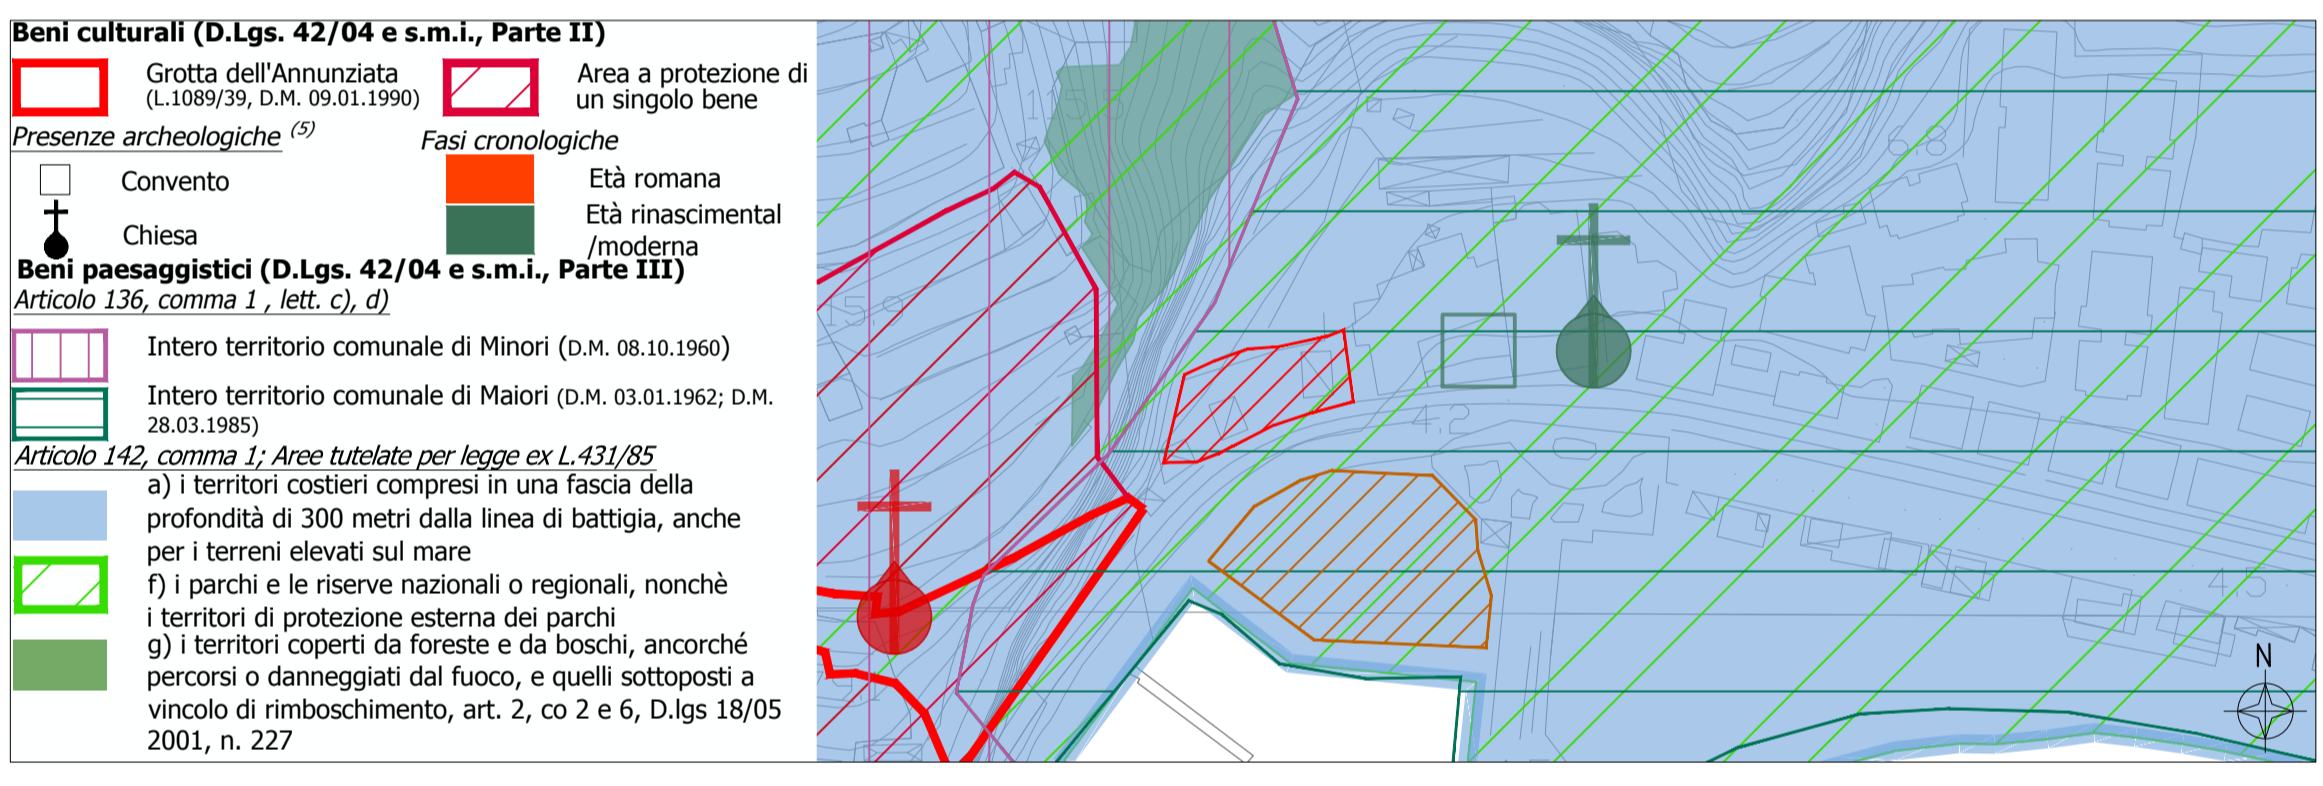 Beni culturali (D.Lgs. 42/04 e s.m.i., Parte II)
Grotta dell'Annunziata
(L.1089/39, D.M. 09.01.1990)
Area a protezione di
un singolo bene
Presenze archeologiche (5)
Fasi cronologiche
Convento
Chiesa
Età romana
Età rinascimental
/moderna
Beni paesaggistici (D.Lgs. 42/04 e s.m.i., Parte III)
Articolo 136, comma 1 , lett. c), d)
Intero territorio comunale di Minori (D.M. 08.10.1960)
Intero territorio comunale di Maiori (D.M. 03.01.1962; D.M.
28.03.1985)
Articolo 142, comma 1; Aree tutelate per legge ex L.431/85
a) i territori costieri compresi in una fascia della
profondità di 300 metri dalla linea di battigia, anche
per i terreni elevati sul mare
f) i parchi e le riserve nazionali o regionali, nonchè
i territori di protezione esterna dei parchi
g) i territori coperti da foreste e da boschi, ancorché
percorsi o danneggiati dal fuoco, e quelli sottoposti a
vincolo di rimboschimento, art. 2, co 2 e 6, D.lgs 18/05
2001, n. 227
15.9
4.2
4.3
N